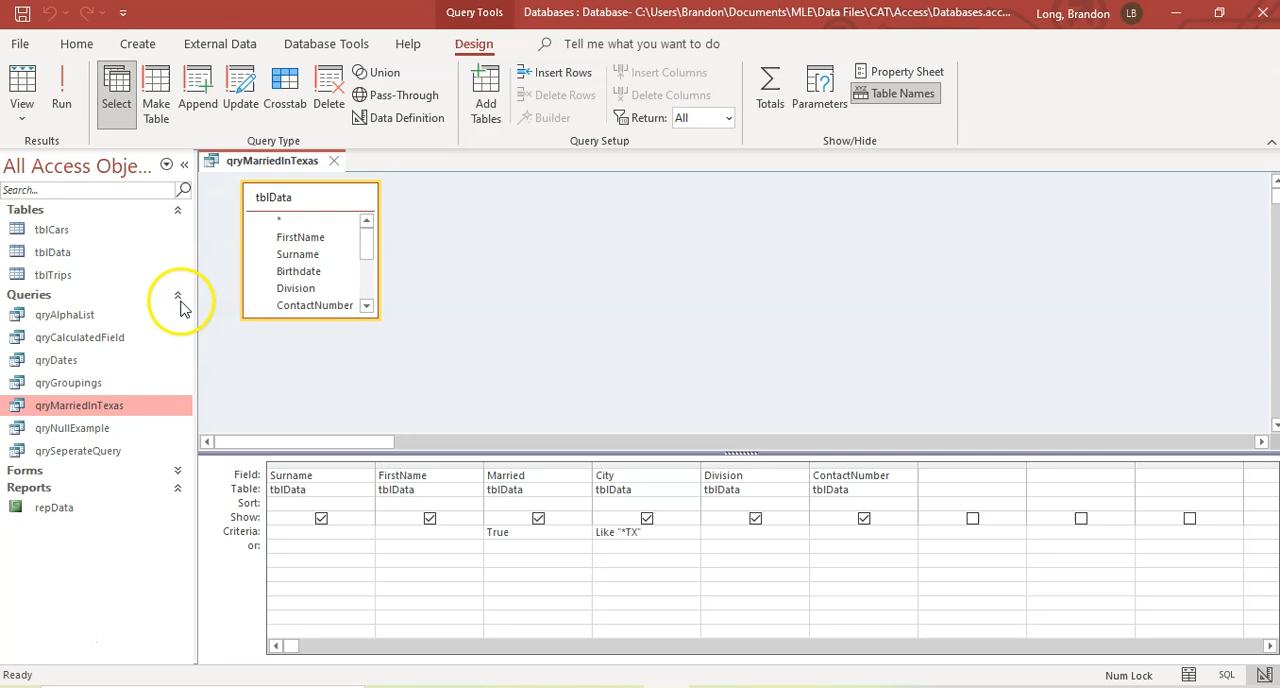 Query Tools Databases : Database- C:\Users\Brandon\Documents\MLE\Data Files\CAT\Access\Databases.acc... Long, Brandon LB
File Home Create External Data Database Tools Help Design Tell me what you want to do
View Run Select Make Table Append Update Crosstab Delete
Union
Pass-Through
Data Definition
Add Tables
Insert Rows
Delete Rows
Builder
Insert Columns
Delete Columns
Return: All
Totals Parameters
Property Sheet
XYZ Table Names
Results Query Type Query Setup Show/Hide
All Access Obje...
Search...
Tables
tblCars
tblData
tblTrips
Queries
qryAlphaList
qryCalculatedField
qryDates
qryGroupings
qryMarriedInTexas
qryNullExample
qrySeperateQuery
Forms
Reports
repData
qryMarriedInTexas
tblData
*
FirstName
Surname
Birthdate
Division
ContactNumber
Field: Surname FirstName Married City Division ContactNumber
Table: tblData tblData tblData tblData tblData tblData
Sort:
Show:
Criteria: True Like "*TX"
or:
Ready Num Lock SQL